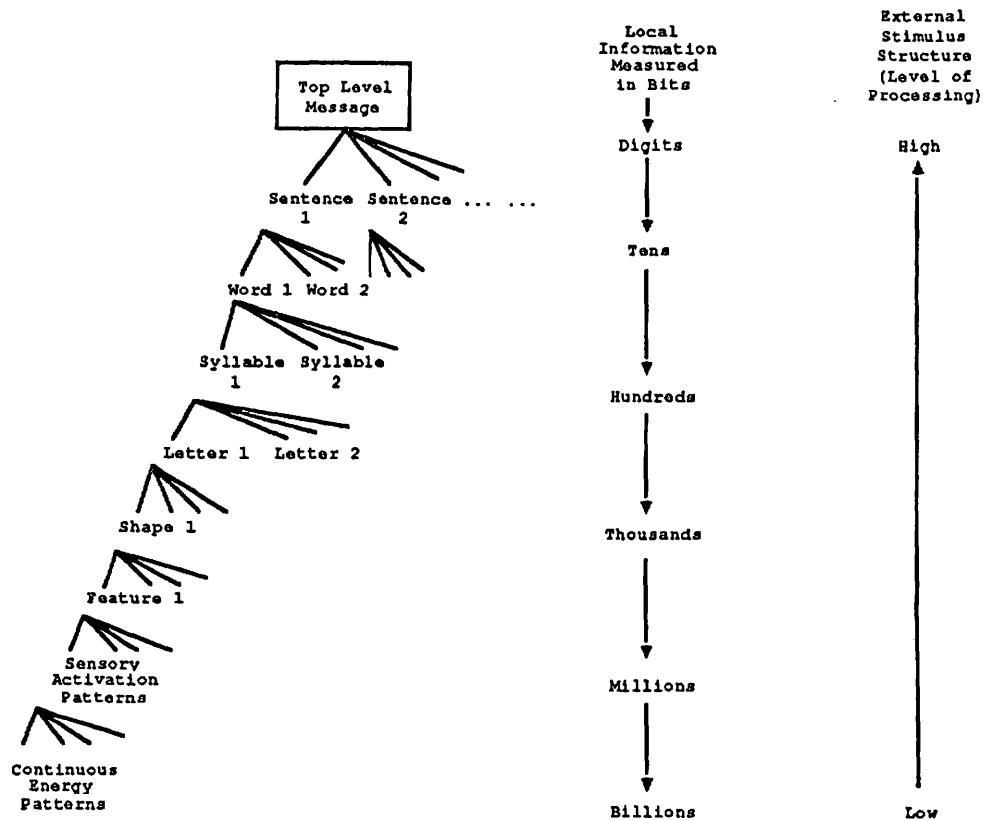 Top Level
Message
Sentence 1
Sentence 2
... ...
Word 1
Word 2
Syllable 1
Syllable 2
Letter 1
Letter 2
Shape 1
Feature 1
Sensory
Activation
Patterns
Continuous
Energy
Patterns
Local
Information
Measured
in Bits
Digits
Tens
Hundreds
Thousands
Millions
Billions
External
Stimulus
Structure
(Level of
Processing)
High
Low